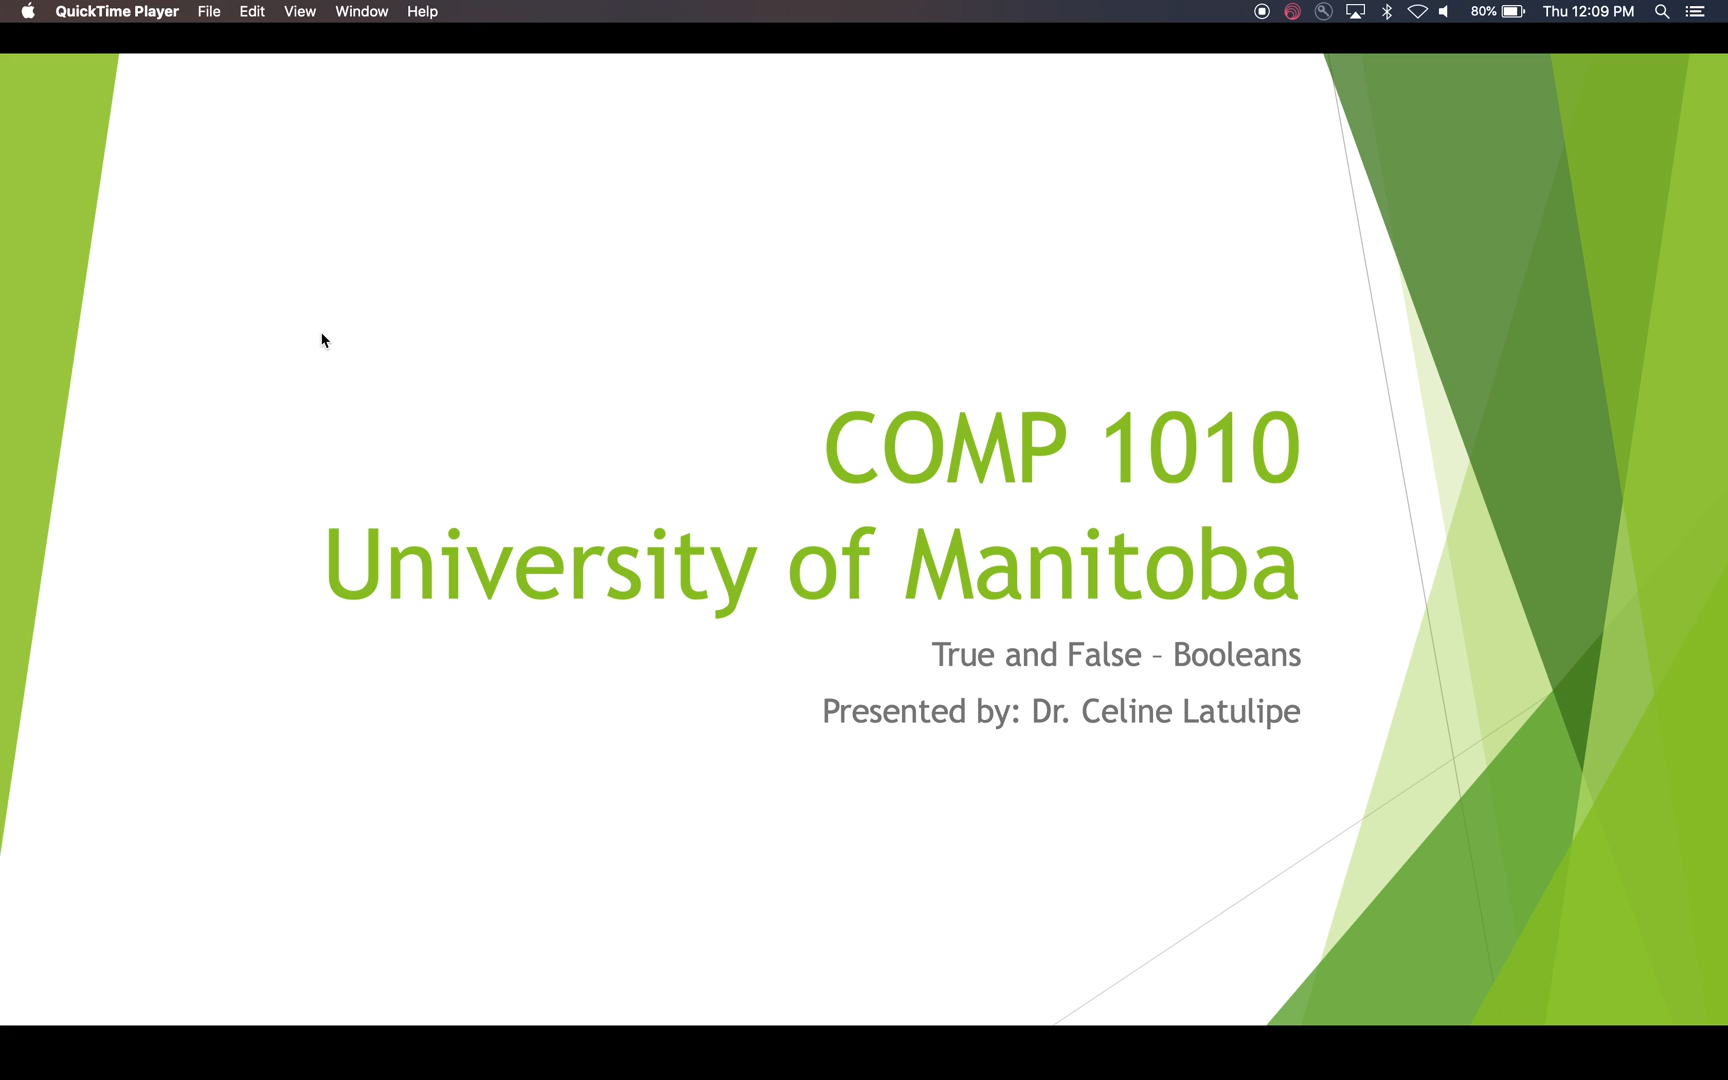 QuickTime Player File Edit View Window Help 80% Thu 12:09 PM
COMP 1010
University of Manitoba
True and False – Booleans
Presented by: Dr. Celine Latulipe